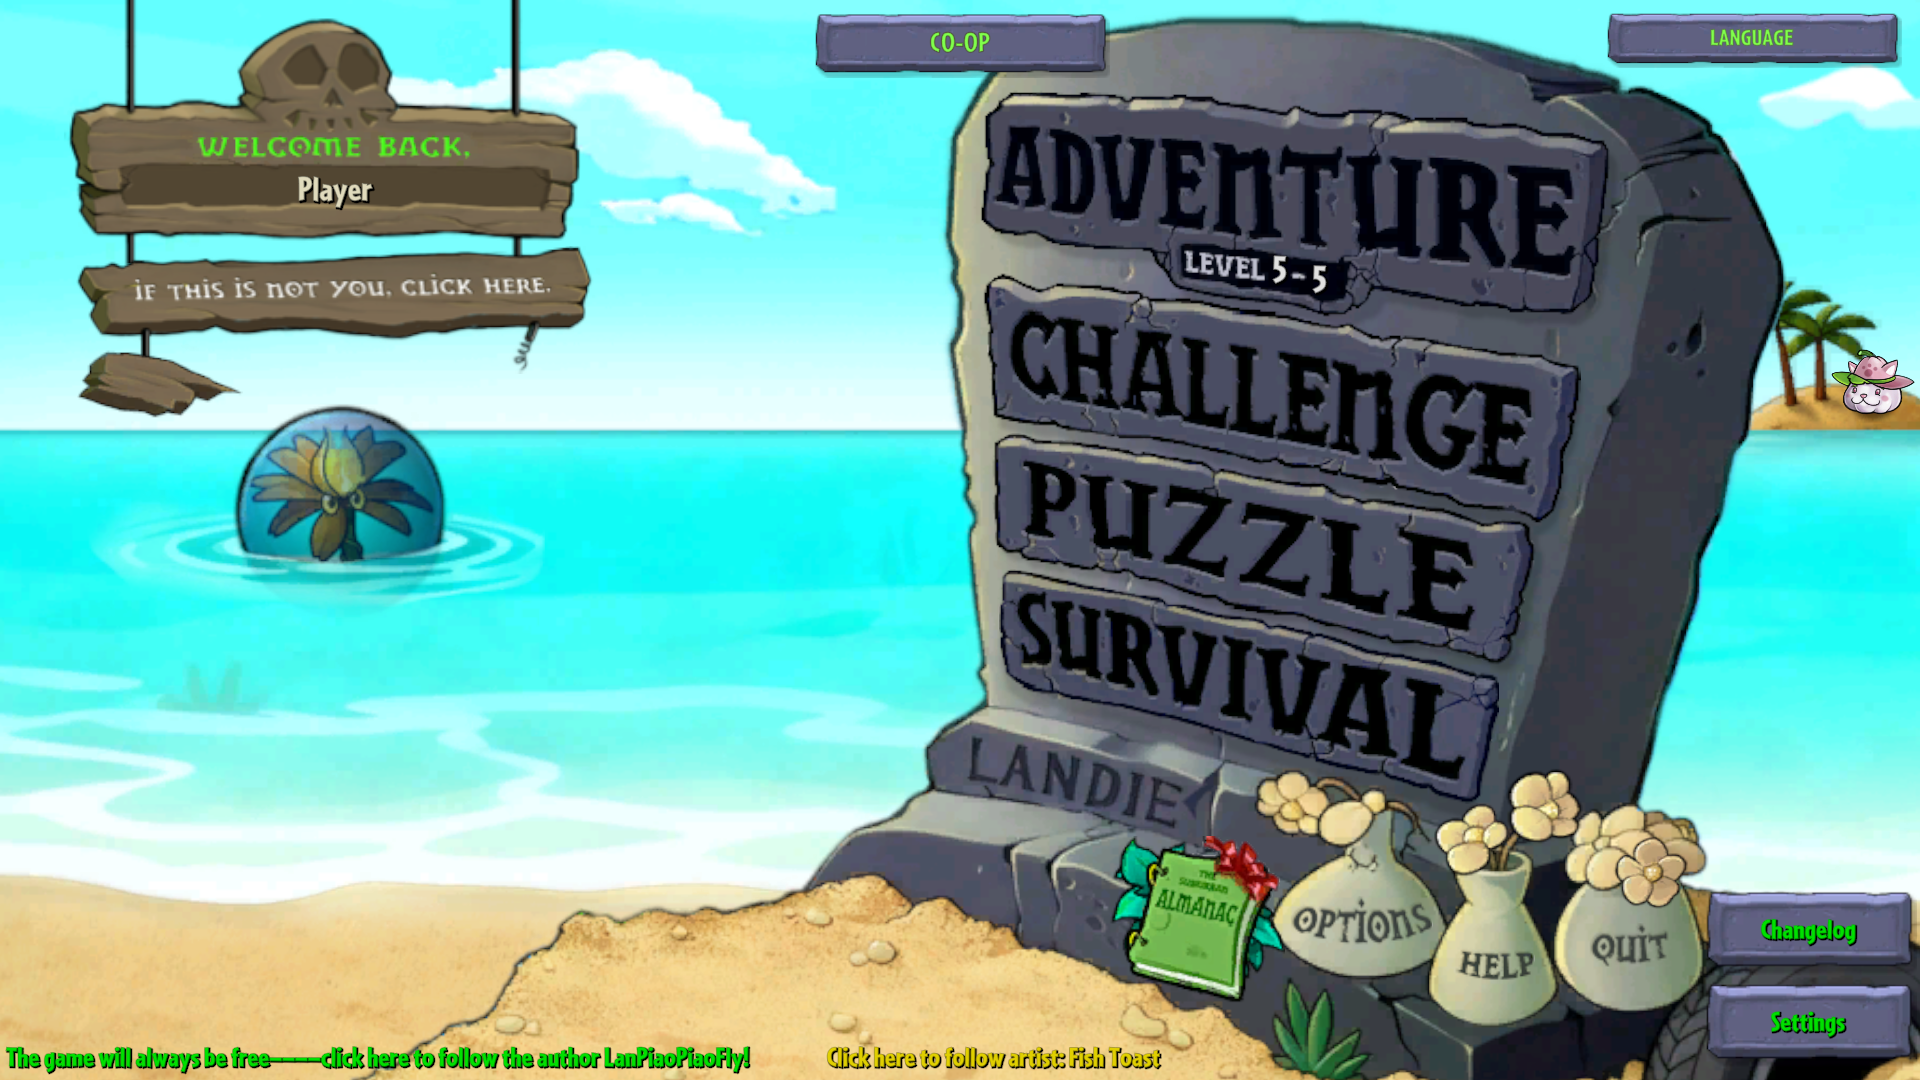 CO-OP
LANGUAGE
WELCOME BACK,
Player
IF THIS IS NOT YOU, CLICK HERE.
ADVENTURE
LEVEL 5-5
CHALLENGE
PUZZLE
SURVIVAL
LANDIE
THE
SUBURBAN
ALMANAC
OPTIONS
HELP
QUIT
Changelog
Settings
The game will always be free——click here to follow the author LanPiaoPiaoFly!
Click here to follow artist: Fish Toast